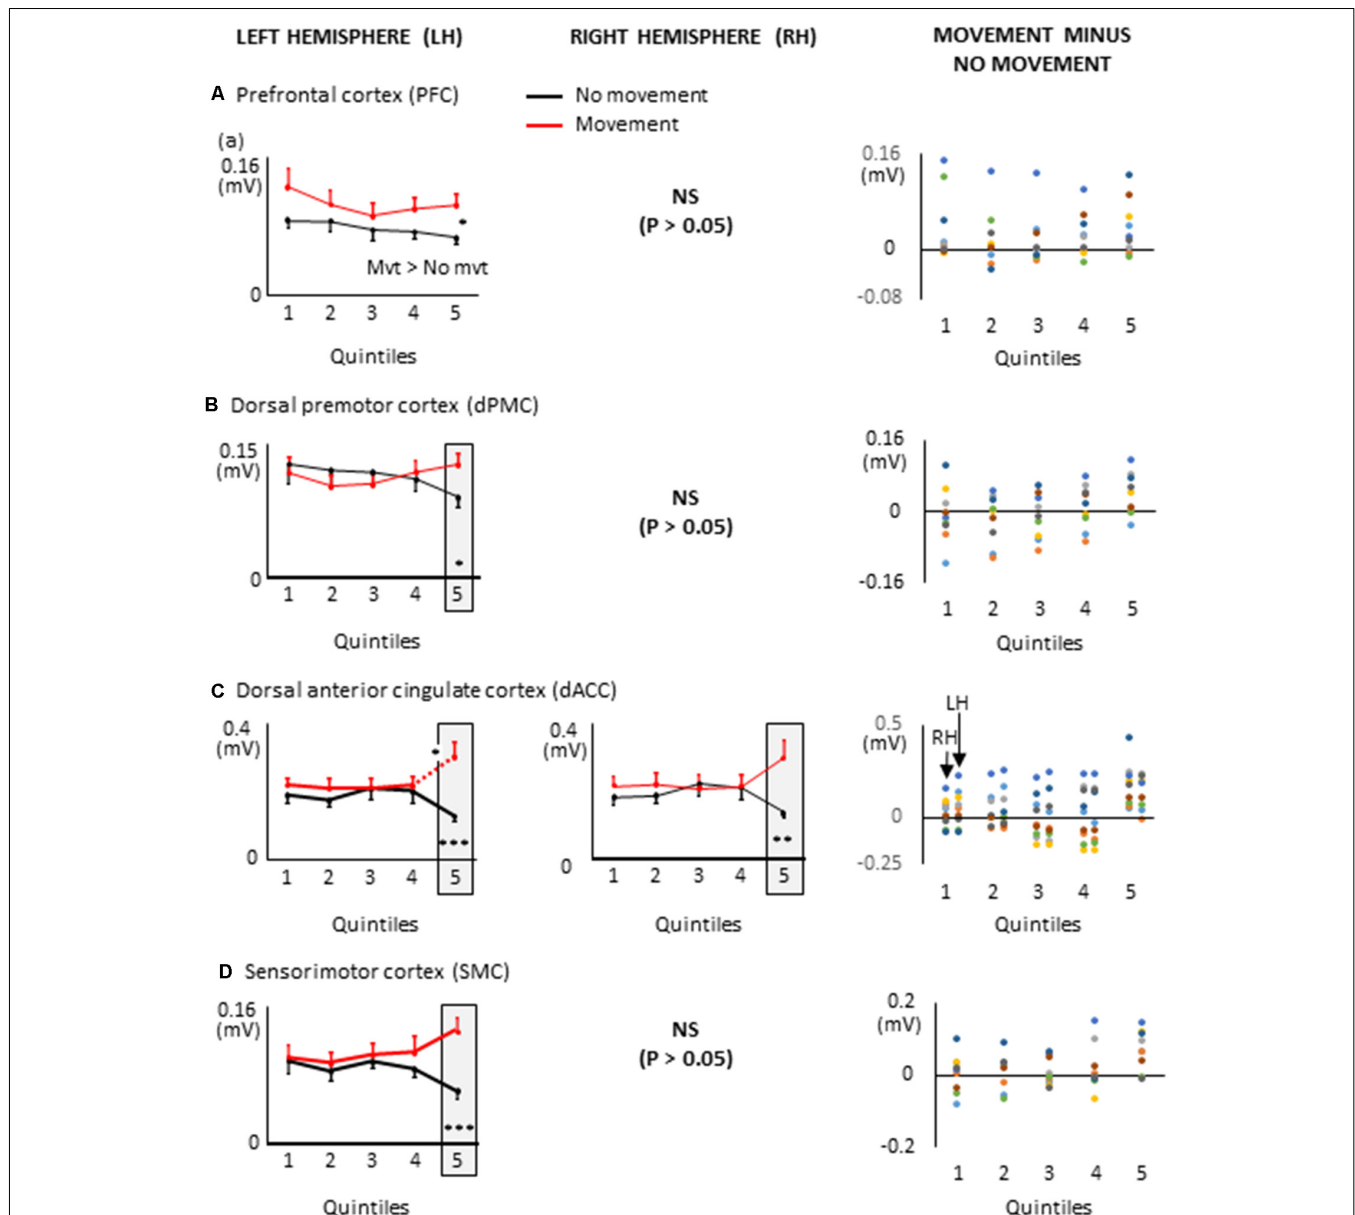 LEFT HEMISPHERE (LH)
RIGHT HEMISPHERE (RH)
MOVEMENT MINUS
NO MOVEMENT
A Prefrontal cortex (PFC)
No movement
Movement
(a)
0.16
(mV)
Mvt > No mvt
0
1 2 3 4 5
Quintiles
NS
(P > 0.05)
0.16
(mV)
0
-0.08
1 2 3 4 5
Quintiles
B Dorsal premotor cortex (dPMC)
0.15
(mV)
0
1 2 3 4 5
Quintiles
NS
(P > 0.05)
0.16
(mV)
0
-0.16
1 2 3 4 5
Quintiles
C Dorsal anterior cingulate cortex (dACC)
0.4
(mV)
0
1 2 3 4 5
Quintiles
0.4
(mV)
0
1 2 3 4 5
Quintiles
LH
RH
0.5
(mV)
0
-0.25
1 2 3 4 5
Quintiles
D Sensorimotor cortex (SMC)
0.16
(mV)
0
1 2 3 4 5
Quintiles
NS
(P > 0.05)
0.2
(mV)
0
-0.2
1 2 3 4 5
Quintiles